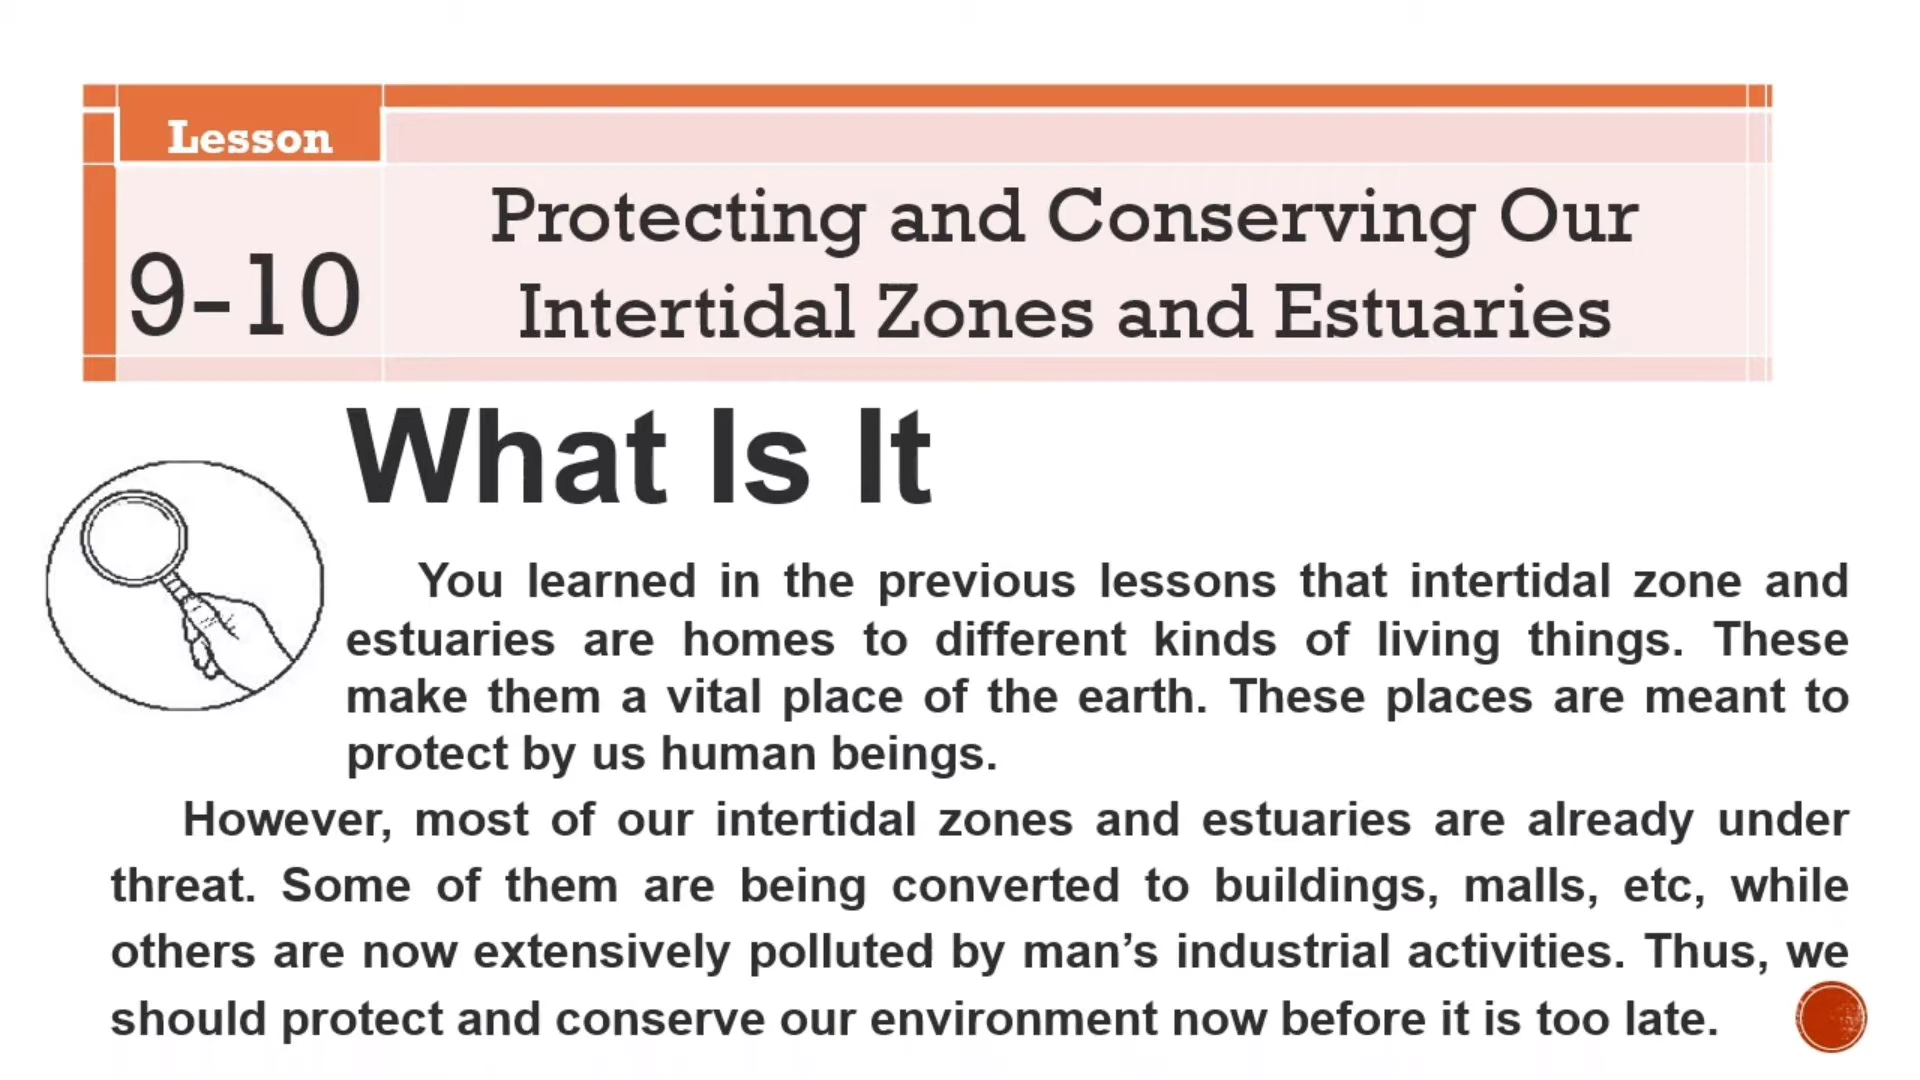 Lesson
9-10
Protecting and Conserving Our
Intertidal Zones and Estuaries
What Is It
You learned in the previous lessons that intertidal zone and
estuaries are homes to different kinds of living things. These
make them a vital place of the earth. These places are meant to
protect by us human beings.
However, most of our intertidal zones and estuaries are already under
threat. Some of them are being converted to buildings, malls, etc, while
others are now extensively polluted by man’s industrial activities. Thus, we
should protect and conserve our environment now before it is too late.